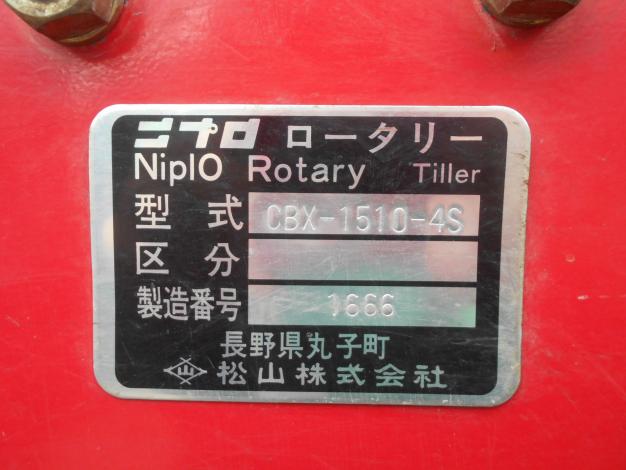 ニプロ ロータリー
NiplO Rotary Tiller
型式 CBX-1510-4S
区分
製造番号 1666
長野県丸子町
松山株式会社